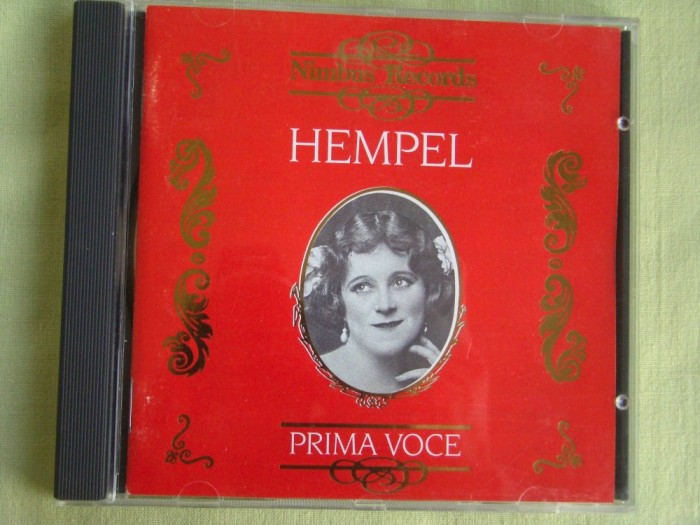 Nimbus Records
HEMPEL
PRIMA VOCE